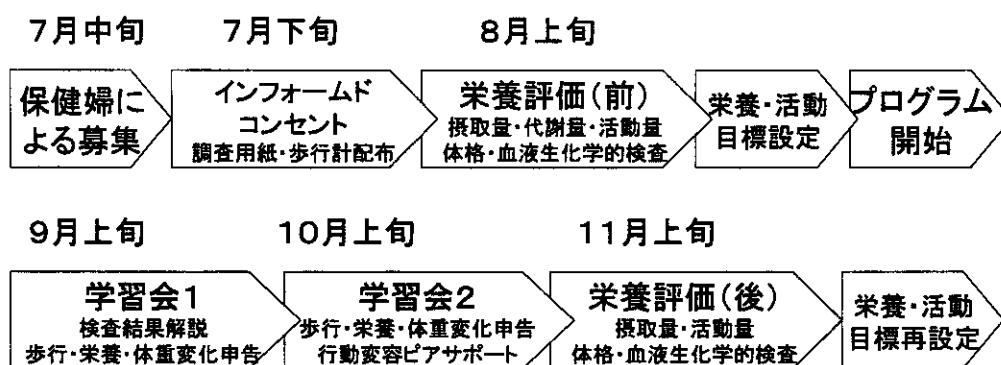 7月中旬 7月下旬 8月上旬
保健婦に
よる募集
インフォームド
コンセント
調査用紙・歩行計配布
栄養評価(前)
摂取量・代謝量・活動量
体格・血液生化学的検査
栄養・活動
目標設定
プログラム
開始
9月上旬 10月上旬 11月上旬
学習会1
検査結果解説
歩行・栄養・体重変化申告
学習会2
歩行・栄養・体重変化申告
行動変容ピアサポート
栄養評価(後)
摂取量・活動量
体格・血液生化学的検査
栄養・活動
目標再設定